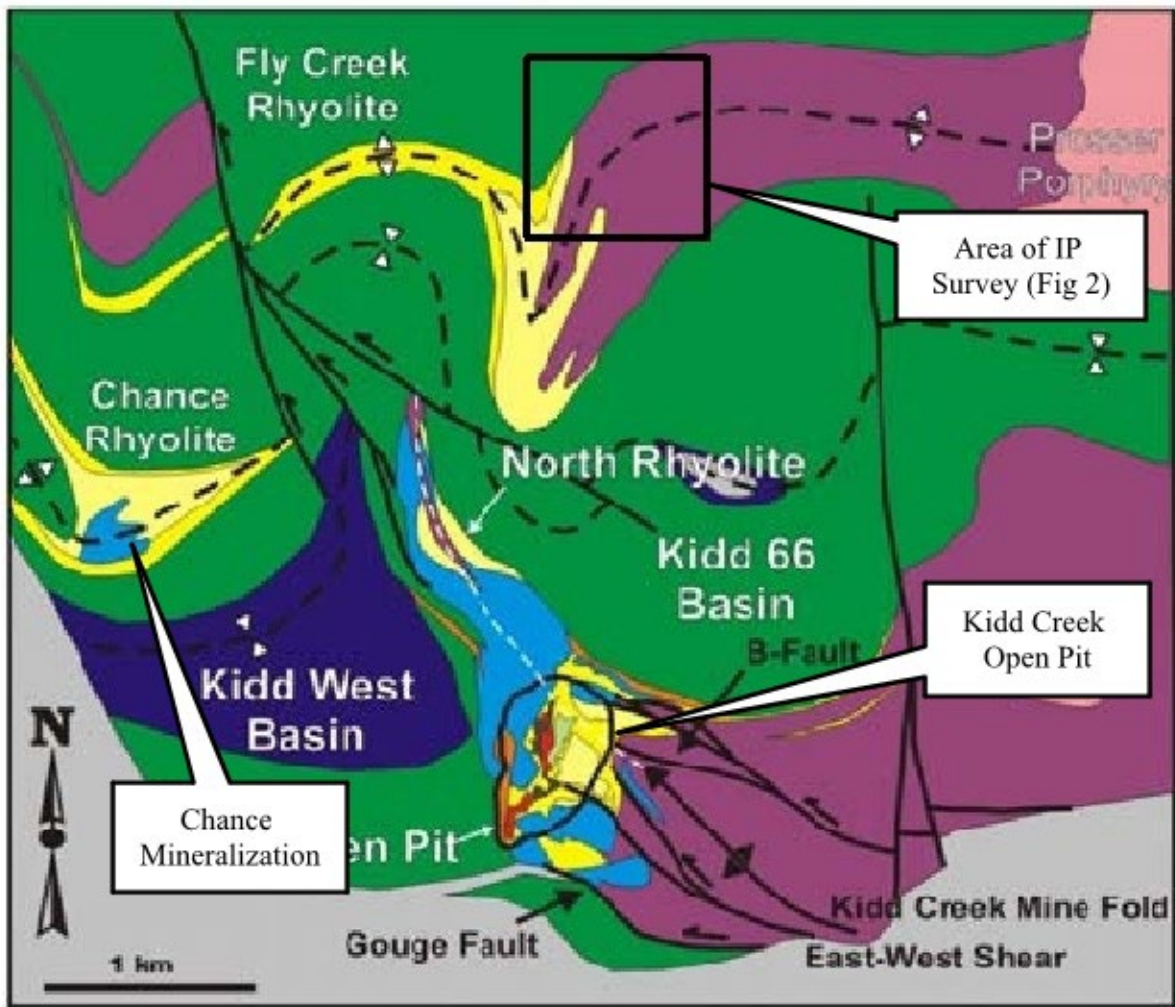 Fly Creek
Rhyolite
Prosser
Porphyry
Area of IP
Survey (Fig 2)
Chance
Rhyolite
North Rhyolite
Kidd 66
Basin
Kidd Creek
Open Pit
B-Fault
Kidd West
Basin
N
Chance
Mineralization
en Pit
Gouge Fault
Kidd Creek Mine Fold
East-West Shear
1 km